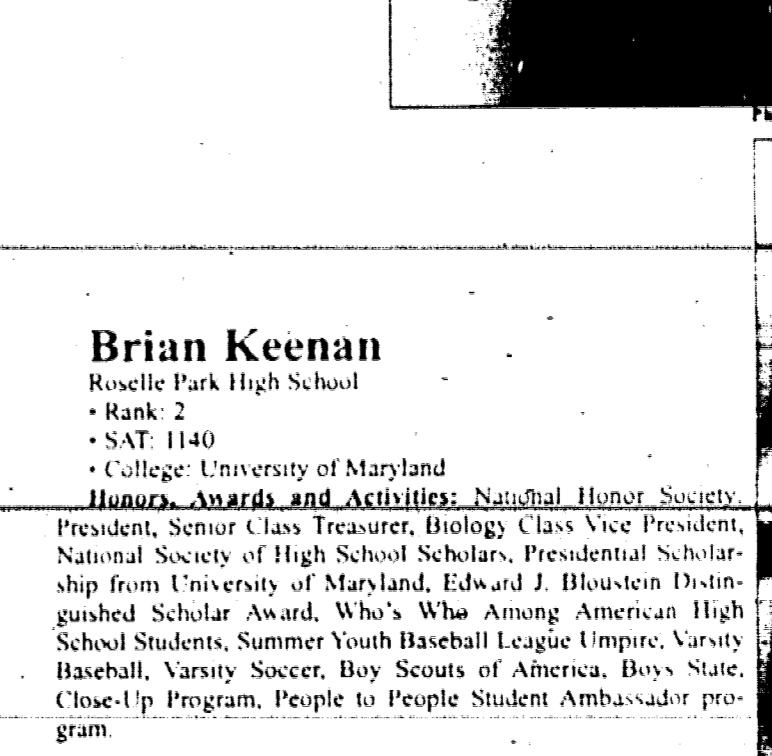 Brian Keenan
Roselle Park High School
• Rank: 2
• SAT: 1140
• College: University of Maryland
Honors, Awards and Activities: National Honor Society,
President, Senior Class Treasurer, Biology Class Vice President,
National Society of High School Scholars, Presidential Scholar-
ship from University of Maryland, Edward J. Bloustein Distin-
guished Scholar Award, Who's Who Among American High
School Students, Summer Youth Baseball League Umpire, Varsity
Baseball, Varsity Soccer, Boy Scouts of America, Boys State,
Close-Up Program, People to People Student Ambassador pro-
gram.